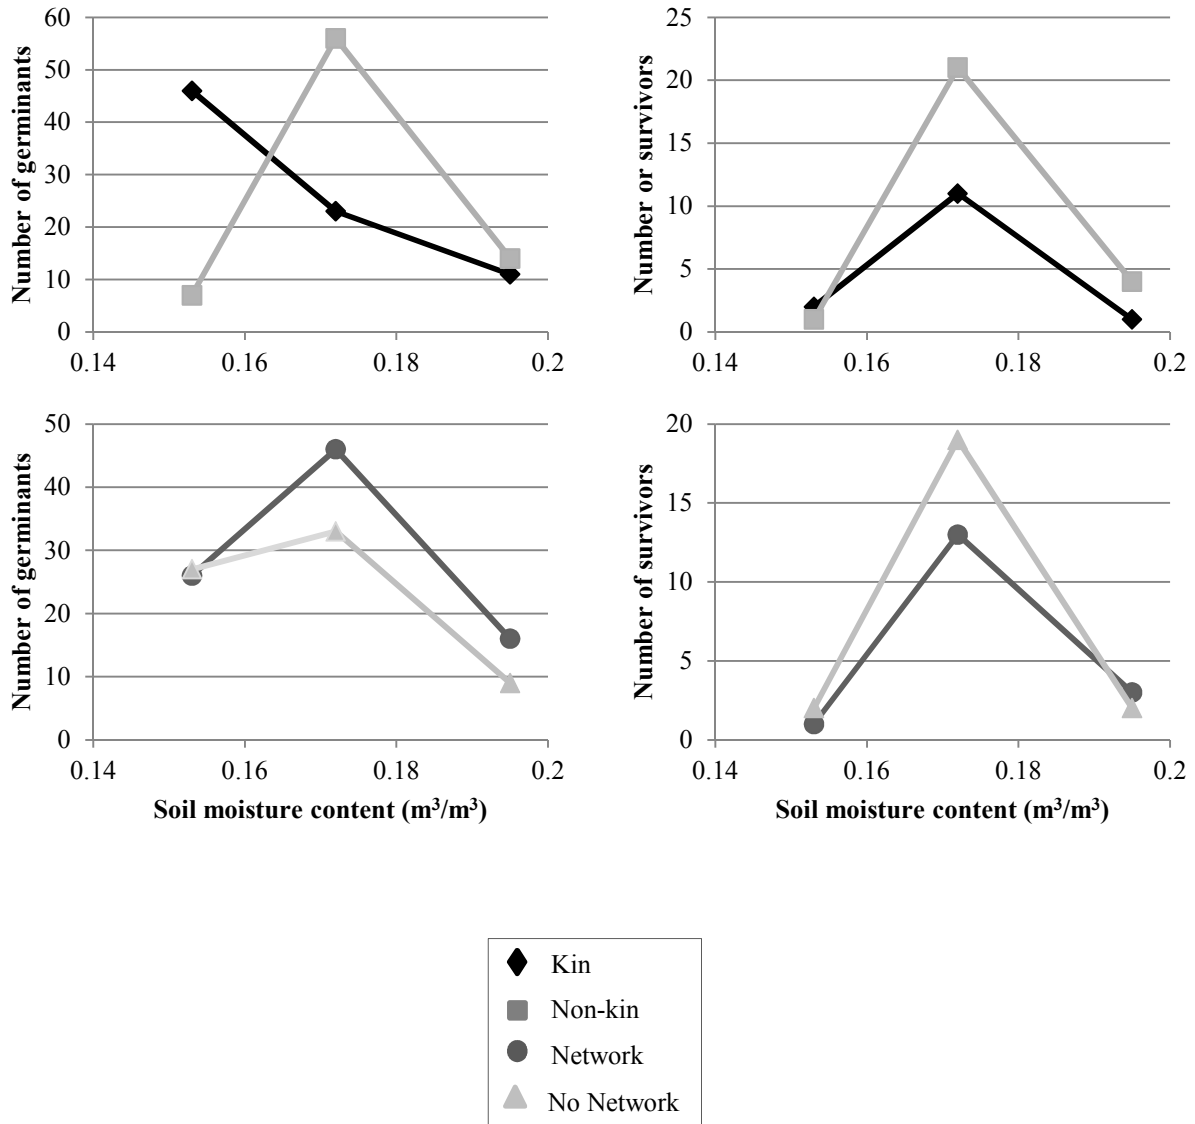 Number of germinants
60
50
40
30
20
10
0
0.14 0.16 0.18 0.2
Number or survivors
25
20
15
10
5
0
0.14 0.16 0.18 0.2
Number of germinants
50
40
30
20
10
0
0.14 0.16 0.18 0.2
Soil moisture content (m³/m³)
Number of survivors
20
15
10
5
0
0.14 0.16 0.18 0.2
Soil moisture content (m³/m³)
Kin
Non-kin
Network
No Network